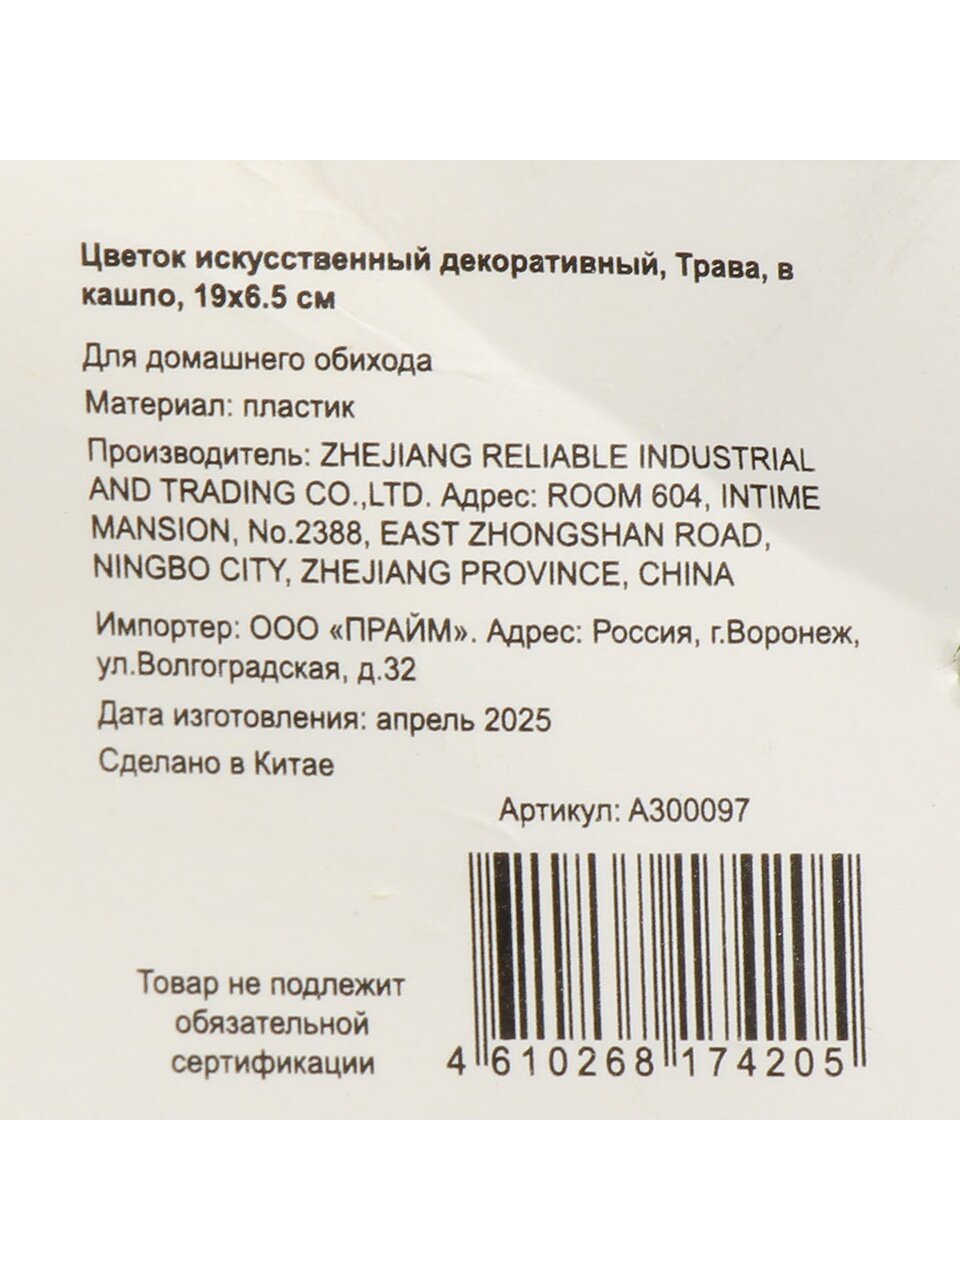 Цветок искусственный декоративный, Трава, в
кашпо, 19х6.5 см
Для домашнего обихода
Материал: пластик
Производитель: ZHEJIANG RELIABLE INDUSTRIAL
AND TRADING CO.,LTD. Адрес: ROOM 604, INTIME
MANSION, No.2388, EAST ZHONGSHAN ROAD,
NINGBO CITY, ZHEJIANG PROVINCE, CHINA
Импортер: ООО «ПРАЙМ». Адрес: Россия, г.Воронеж,
ул.Волгоградская, д.32
Дата изготовления: апрель 2025
Сделано в Китае
Артикул: А300097
Товар не подлежит
обязательной
сертификации
4 610268 174205